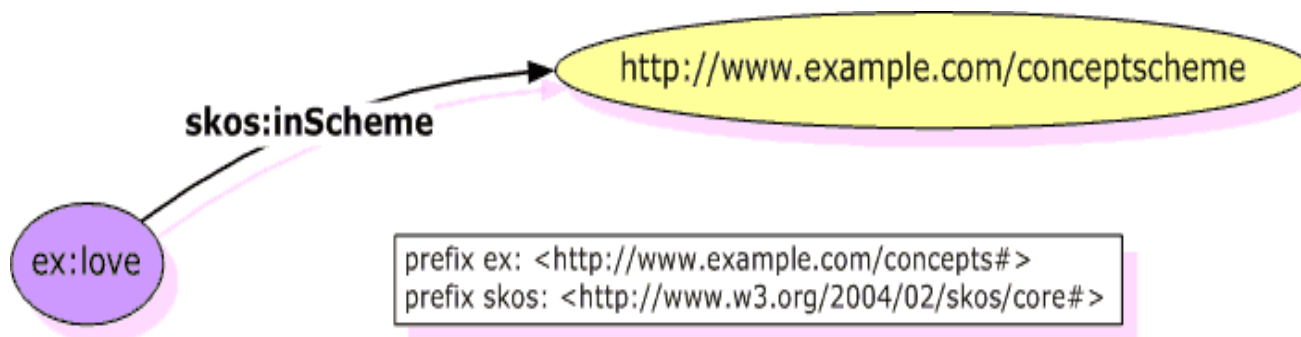 http://www.example.com/conceptscheme
skos:inScheme
ex:love
prefix ex: <http://www.example.com/concepts#>
prefix skos: <http://www.w3.org/2004/02/skos/core#>